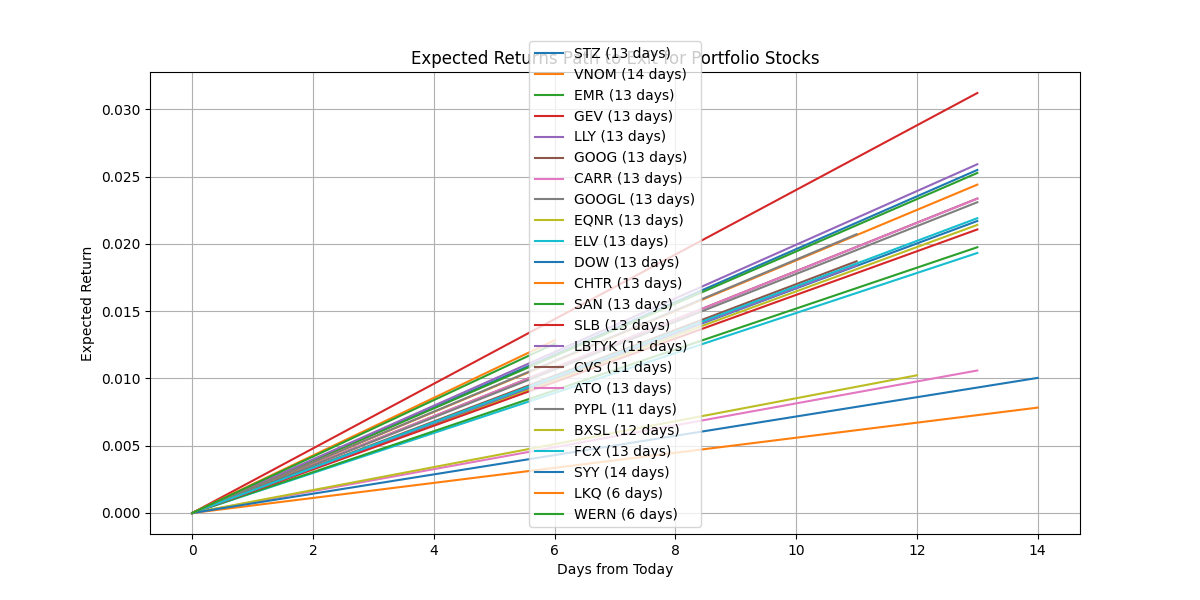 Expected Returns Path to Exit for Portfolio Stocks
STZ (13 days)
VNOM (14 days)
EMR (13 days)
GEV (13 days)
LLY (13 days)
GOOG (13 days)
CARR (13 days)
GOOGL (13 days)
EQNR (13 days)
ELV (13 days)
DOW (13 days)
CHTR (13 days)
SAN (13 days)
SLB (13 days)
LBTYK (11 days)
CVS (11 days)
ATO (13 days)
PYPL (11 days)
BXSL (12 days)
FCX (13 days)
SYY (14 days)
LKQ (6 days)
WERN (6 days)
Expected Return
0.030
0.025
0.020
0.015
0.010
0.005
0.000
0 2 4 6 8 10 12 14
Days from Today